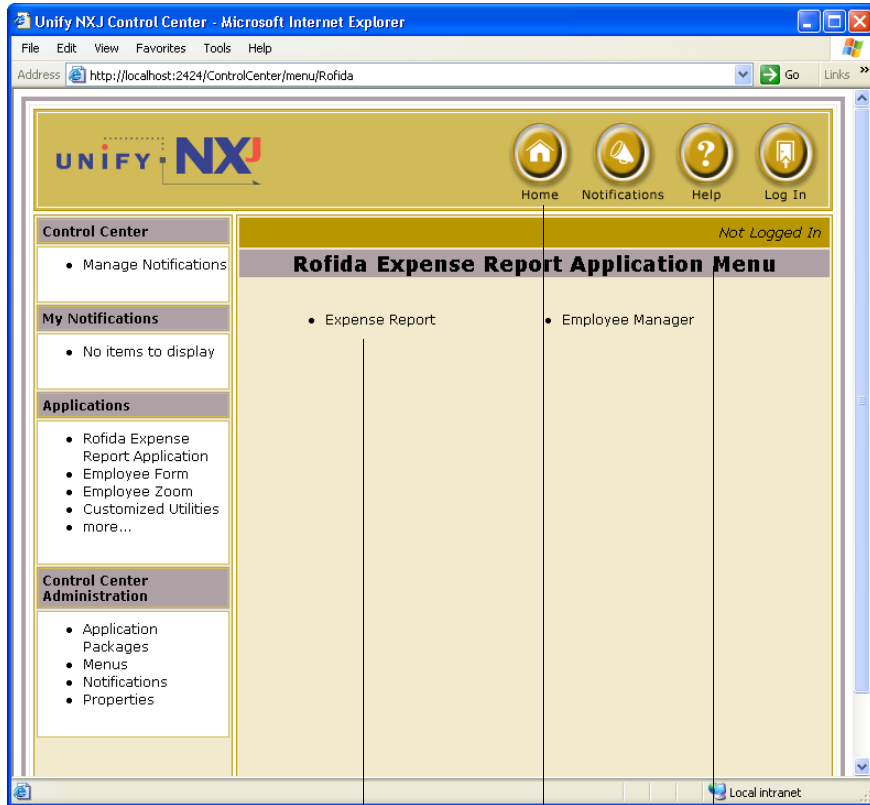 Unify NXJ Control Center - Microsoft Internet Explorer
File Edit View Favorites Tools Help
Address http://localhost:2424/ControlCenter/menu/Rofida Go Links »
UNiFY NXJ
Home Notifications Help Log In
Control Center
• Manage Notifications
My Notifications
• No items to display
Applications
• Rofida Expense
Report Application
• Employee Form
• Employee Zoom
• Customized Utilities
• more...
Control Center
Administration
• Application
Packages
• Menus
• Notifications
• Properties
Not Logged In
Rofida Expense Report Application Menu
• Expense Report
• Employee Manager
Local intranet